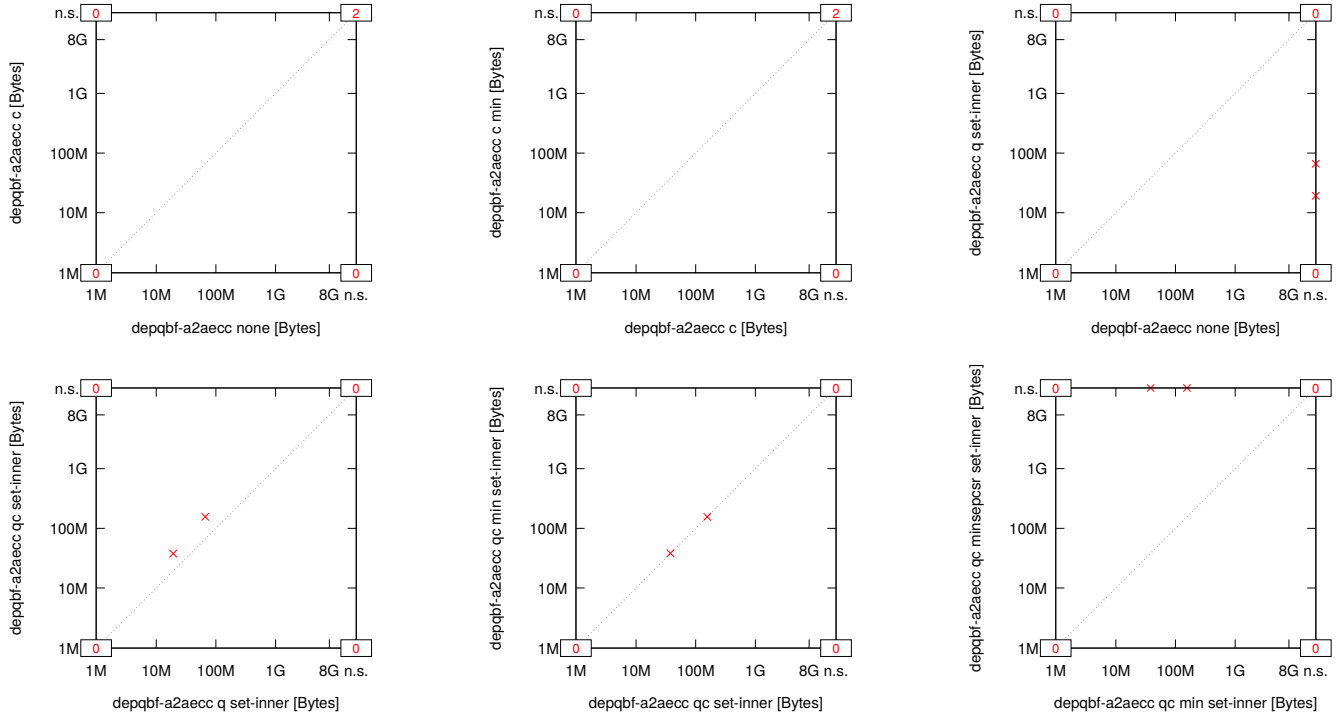 n.s. 0 2
8G
1G
100M
10M
1M 0 0
1M 10M 100M 1G 8G n.s.
depqbf-a2aecc c [Bytes]
depqbf-a2aecc none [Bytes]
n.s. 0 2
8G
1G
100M
10M
1M 0 0
1M 10M 100M 1G 8G n.s.
depqbf-a2aecc c min [Bytes]
depqbf-a2aecc c [Bytes]
n.s. 0 0
8G
1G
100M
10M
1M 0 0
1M 10M 100M 1G 8G n.s.
depqbf-a2aecc q set-inner [Bytes]
depqbf-a2aecc none [Bytes]
n.s. 0 0
8G
1G
100M
10M
1M 0 0
1M 10M 100M 1G 8G n.s.
depqbf-a2aecc qc set-inner [Bytes]
depqbf-a2aecc q set-inner [Bytes]
n.s. 0 0
8G
1G
100M
10M
1M 0 0
1M 10M 100M 1G 8G n.s.
depqbf-a2aecc qc min set-inner [Bytes]
depqbf-a2aecc qc set-inner [Bytes]
n.s. 0 0
8G
1G
100M
10M
1M 0 0
1M 10M 100M 1G 8G n.s.
depqbf-a2aecc qc minsepcsr set-inner [Bytes]
depqbf-a2aecc qc min set-inner [Bytes]